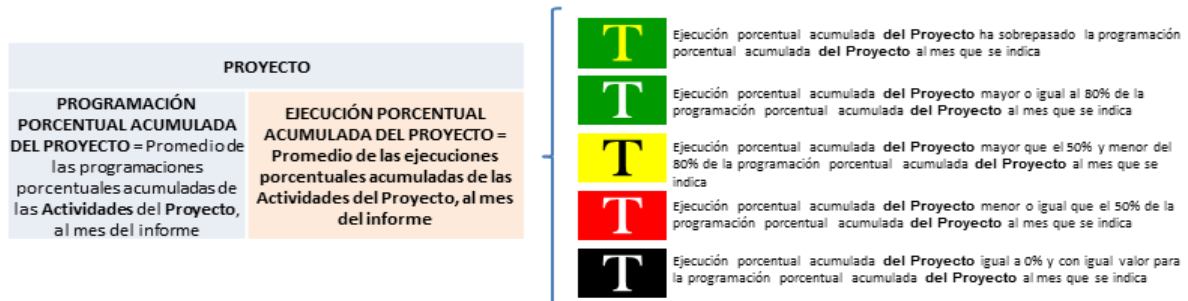 PROYECTO
PROGRAMACIÓN
PORCENTUAL ACUMULADA
DEL PROYECTO = Promedio de
las programaciones
porcentuales acumuladas de
las Actividades del Proyecto,
al mes del informe
EJECUCIÓN PORCENTUAL
ACUMULADA DEL PROYECTO =
Promedio de las ejecuciones
porcentuales acumuladas de las
Actividades del Proyecto, al mes
del informe
T
Ejecución porcentual acumulada del Proyecto ha sobrepasado la programación
porcentual acumulada del Proyecto al mes que se indica
T
Ejecución porcentual acumulada del Proyecto mayor o igual al 80% de la
programación porcentual acumulada del Proyecto al mes que se indica
T
Ejecución porcentual acumulada del Proyecto mayor que el 50% y menor del
80% de la programación porcentual acumulada del Proyecto al mes que se
indica
T
Ejecución porcentual acumulada del Proyecto menor o igual que el 50% de la
programación porcentual acumulada del Proyecto al mes que se indica
T
Ejecución porcentual acumulada del Proyecto igual a 0% y con igual valor para
la programación porcentual acumulada del Proyecto al mes que se indica